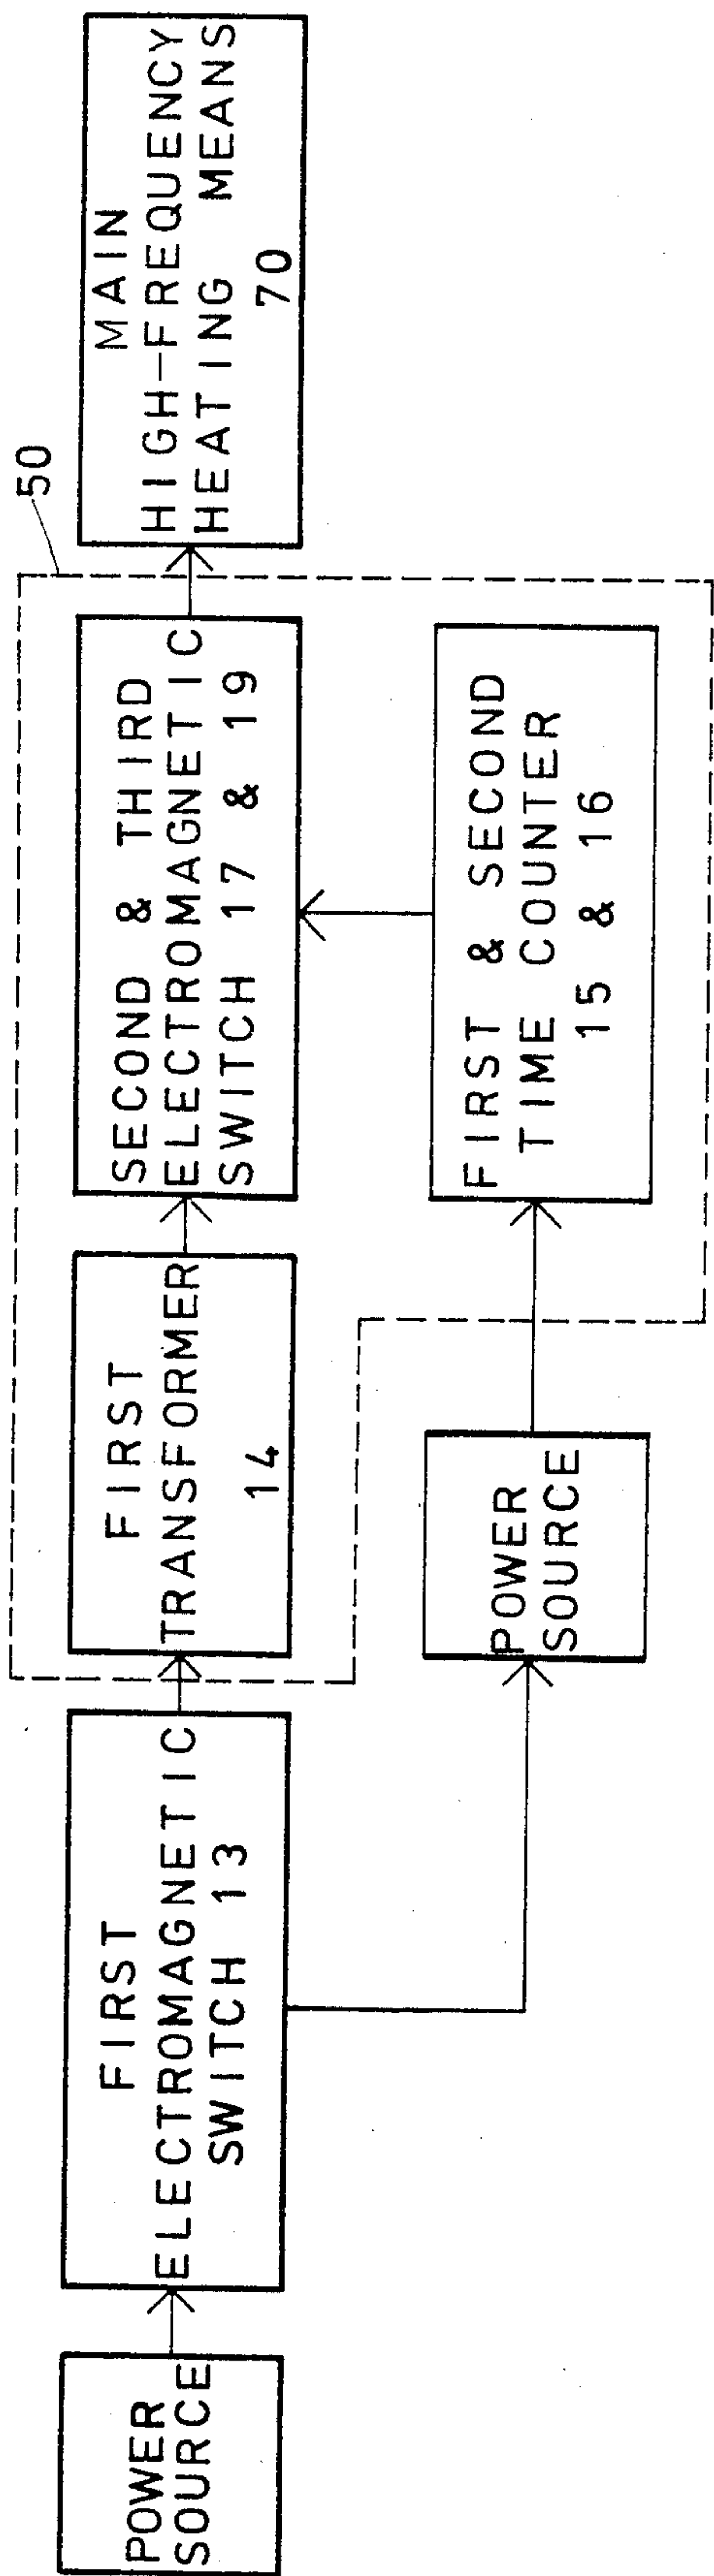 POWER
SOURCE
FIRST
ELECTROMAGNETIC
SWITCH 13
FIRST
TRANSFORMER
14
SECOND & THIRD
ELECTROMAGNETIC
SWITCH 17 & 19
50
MAIN
HIGH-FREQUENCY
HEATING MEANS
70
POWER
SOURCE
FIRST & SECOND
TIME COUNTER
15 & 16